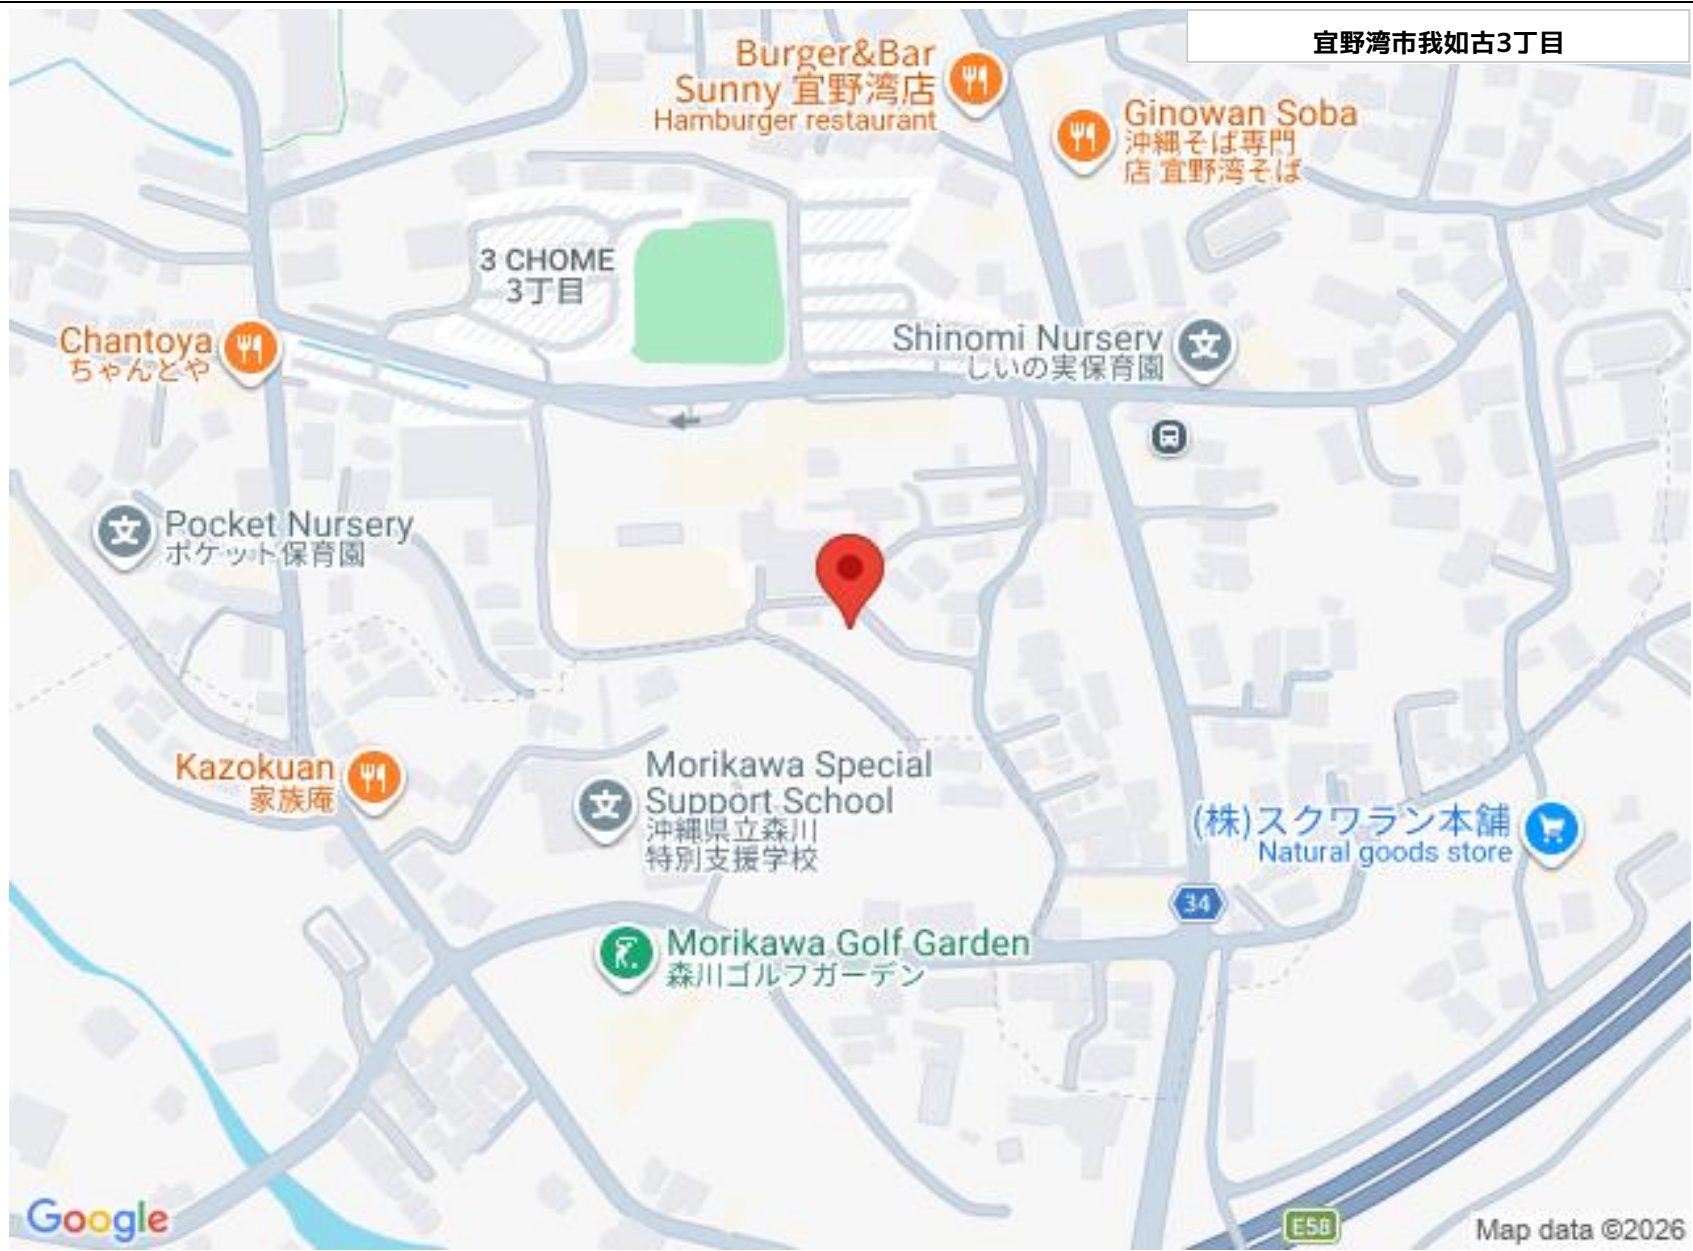 宜野湾市我如古3丁目
Burger&Bar
Sunny 宜野湾店
Hamburger restaurant
Ginowan Soba
沖縄そば専門
店 宜野湾そば
3 CHOME
3丁目
Chantoya
ちゃんとや
Shinomi Nursery
しいの実保育園
Pocket Nursery
ポケット保育園
Kazokuan
家族庵
Morikawa Special
Support School
沖縄県立森川
特別支援学校
(株)スクワラン本舗
Natural goods store
34
Morikawa Golf Garden
森川ゴルフガーデン
Google
E58
Map data ©2026